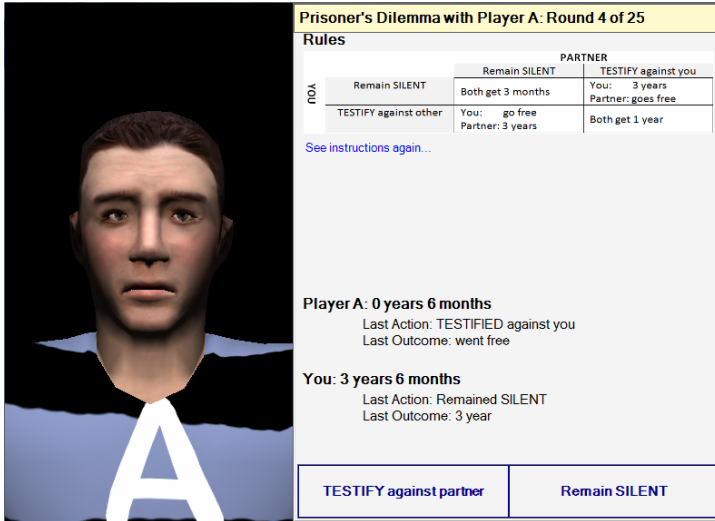 Prisoner's Dilemma with Player A: Round 4 of 25
Rules
PARTNER
Remain SILENT TESTIFY against you
YOU
Remain SILENT
Both get 3 months
You: 3 years
Partner: goes free
TESTIFY against other
You: go free
Partner: 3 years
Both get 1 year
See instructions again...
Player A: 0 years 6 months
Last Action: TESTIFIED against you
Last Outcome: went free
You: 3 years 6 months
Last Action: Remained SILENT
Last Outcome: 3 year
TESTIFY against partner Remain SILENT
A